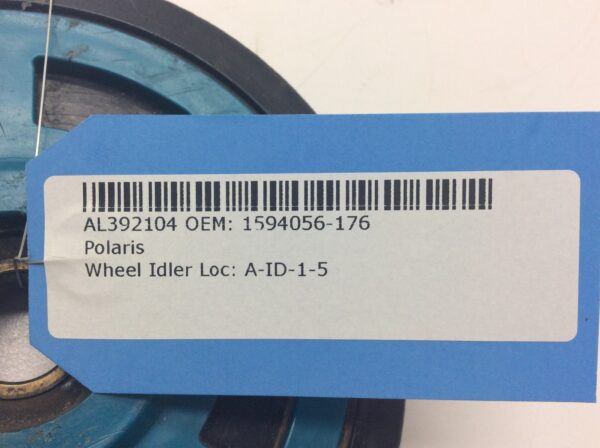 AL392104 OEM: 1594056-176
Polaris
Wheel Idler Loc: A-ID-1-5